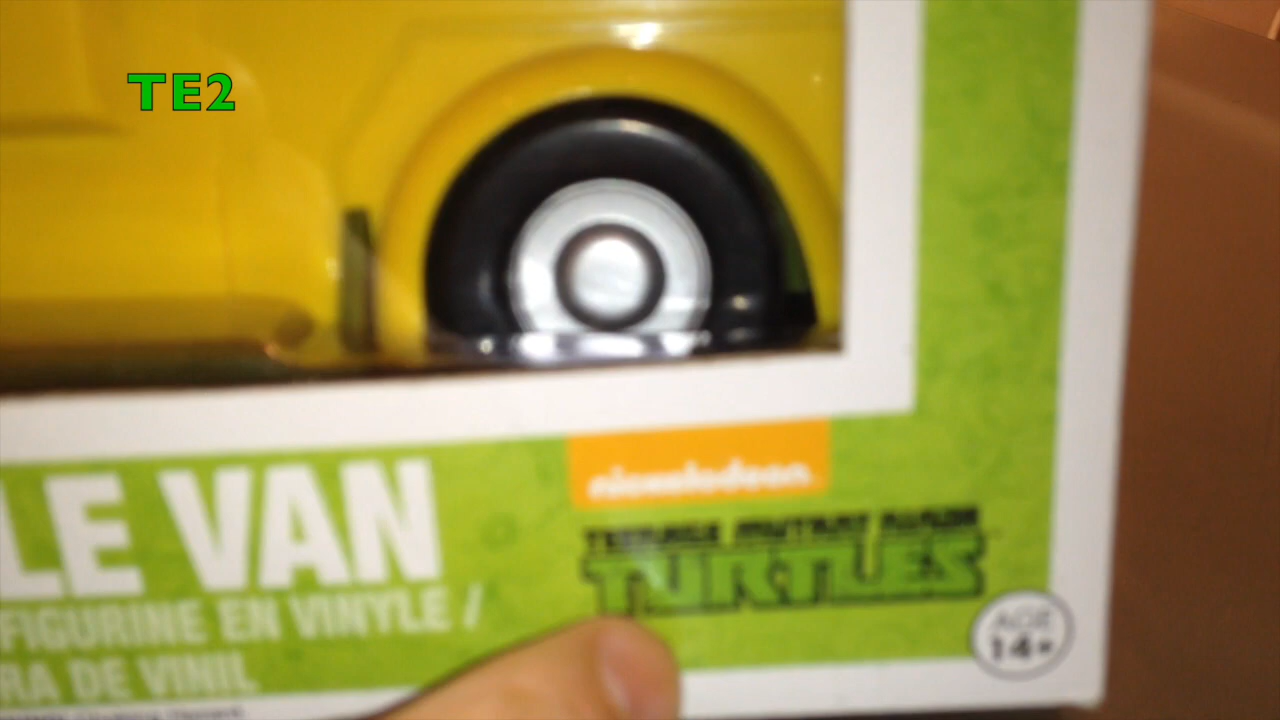 TE2
nickelodeon
TEENAGE MUTANT NINJA
TURTLES
LE VAN
FIGURINE EN VINYLE /
RA DE VINIL
AGE
14+